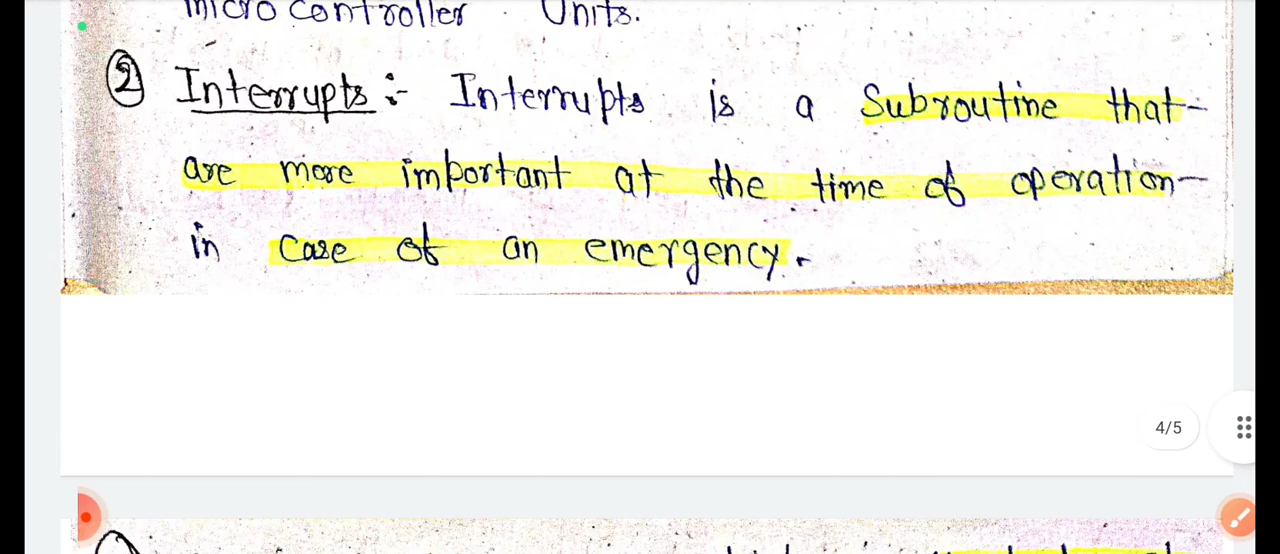 micro controller Units.
② Interrupts :- Interrupts is a Subroutine that-
are more important at the time of operation-
in case of an emergency.
4/5